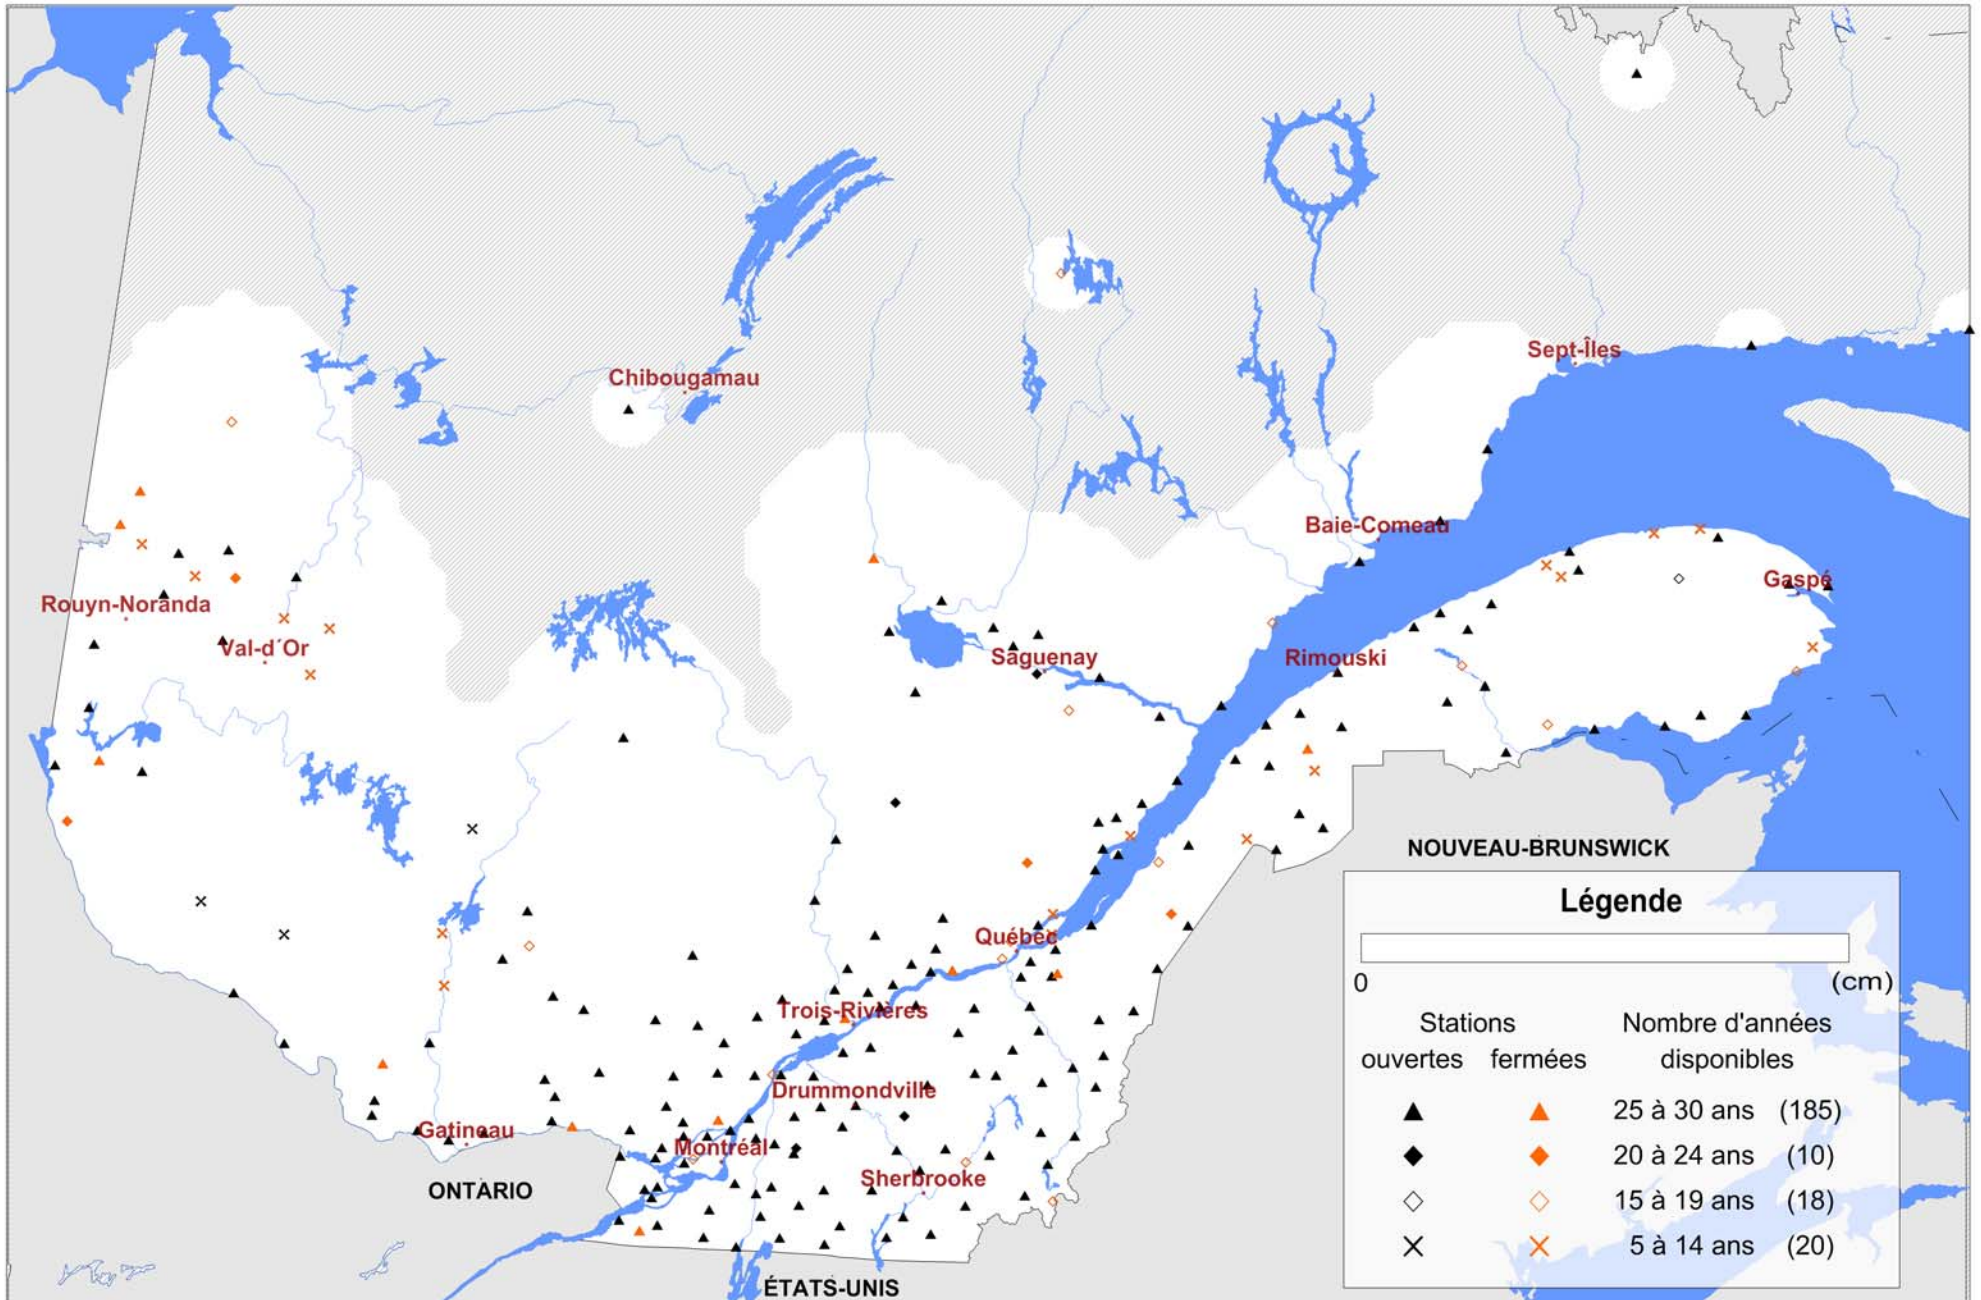 Sept-Îles
Chibougamau
Baie-Comeau
Gaspé
Rouyn-Noranda
Val-d'Or
Saguenay
Rimouski
NOUVEAU-BRUNSWICK
Québec
Trois-Rivières
Drummondville
Gatineau
Montréal
Sherbrooke
ONTARIO
ÉTATS-UNIS
Légende
0 (cm)
Stations Nombre d'années
ouvertes fermées disponibles
25 à 30 ans (185)
20 à 24 ans (10)
15 à 19 ans (18)
5 à 14 ans (20)